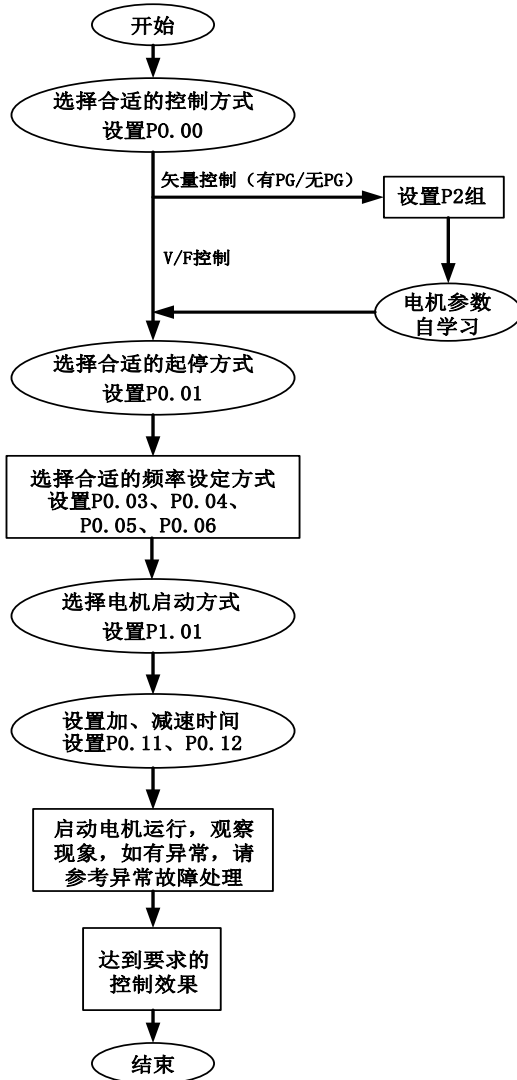 开始
选择合适的控制方式
设置P0.00
矢量控制（有PG/无PG）
设置P2组
V/F控制
电机参数
自学习
选择合适的起停方式
设置P0.01
选择合适的频率设定方式
设置P0.03、P0.04、
P0.05、P0.06
选择电机启动方式
设置P1.01
设置加、减速时间
设置P0.11、P0.12
启动电机运行，观察
现象，如有异常，请
参考异常故障处理
达到要求的
控制效果
结束